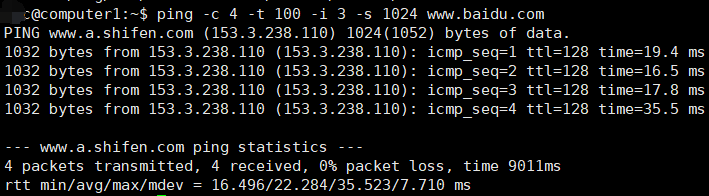 c@computer1:~$ ping -c 4 -t 100 -i 3 -s 1024 www.baidu.com
PING www.a.shifen.com (153.3.238.110) 1024(1052) bytes of data.
1032 bytes from 153.3.238.110 (153.3.238.110): icmp_seq=1 ttl=128 time=19.4 ms
1032 bytes from 153.3.238.110 (153.3.238.110): icmp_seq=2 ttl=128 time=16.5 ms
1032 bytes from 153.3.238.110 (153.3.238.110): icmp_seq=3 ttl=128 time=17.8 ms
1032 bytes from 153.3.238.110 (153.3.238.110): icmp_seq=4 ttl=128 time=35.5 ms
--- www.a.shifen.com ping statistics ---
4 packets transmitted, 4 received, 0% packet loss, time 9011ms
rtt min/avg/max/mdev = 16.496/22.284/35.523/7.710 ms